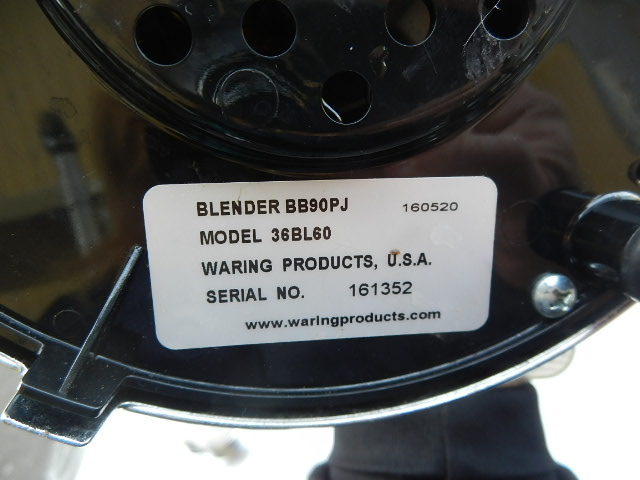 BLENDER BB90PJ 160520
MODEL 36BL60
WARING PRODUCTS, U.S.A.
SERIAL NO. 161352
www.waringproducts.com